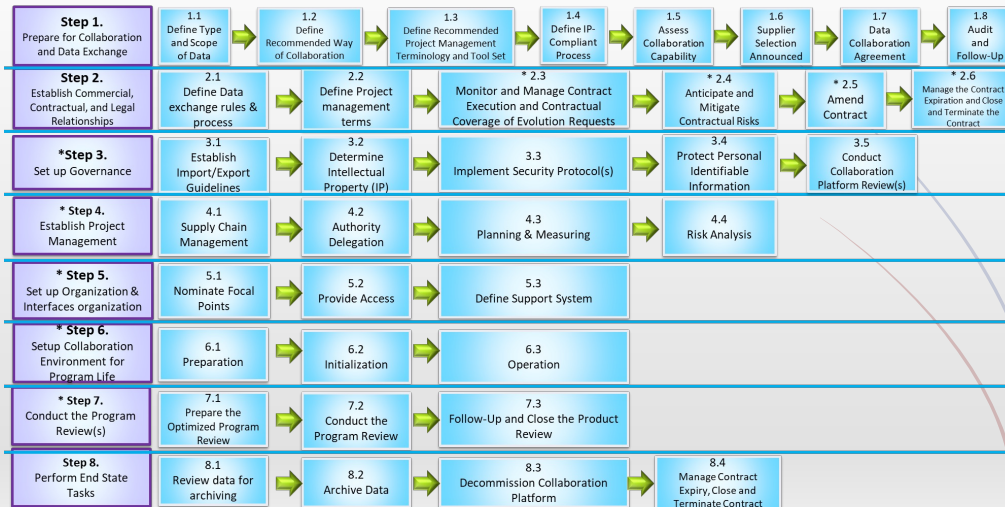 Step 1.
Prepare for Collaboration
and Data Exchange
1.1
Define Type
and Scope
of Data
1.2
Define
Recommended Way
of Collaboration
1.3
Define Recommended
Project Management
Terminology and Tool Set
1.4
Define IP-
Compliant
Process
1.5
Assess
Collaboration
Capability
1.6
Supplier
Selection
Announced
1.7
Data
Collaboration
Agreement
1.8
Audit
and
Follow-Up
Step 2.
Establish Commercial,
Contractual, and Legal
Relationships
2.1
Define Data
exchange rules &
process
2.2
Define Project
management
terms
* 2.3
Monitor and Manage Contract
Execution and Contractual
Coverage of Evolution Requests
* 2.4
Anticipate and
Mitigate
Contractual Risks
* 2.5
Amend
Contract
* 2.6
Manage the Contract
Expiration and Close
and Terminate the
Contract
*Step 3.
Set up Governance
3.1
Establish
Import/Export
Guidelines
3.2
Determine
Intellectual
Property (IP)
3.3
Implement Security Protocol(s)
3.4
Protect Personal
Identifiable
Information
3.5
Conduct
Collaboration
Platform Review(s)
* Step 4.
Establish Project
Management
4.1
Supply Chain
Management
4.2
Authority
Delegation
4.3
Planning & Measuring
4.4
Risk Analysis
* Step 5.
Set up Organization &
Interfaces organization
5.1
Nominate Focal
Points
5.2
Provide Access
5.3
Define Support System
* Step 6.
Setup Collaboration
Environment for
Program Life
6.1
Preparation
6.2
Initialization
6.3
Operation
* Step 7.
Conduct the Program
Review(s)
7.1
Prepare the
Optimized Program
Review
7.2
Conduct the
Program Review
7.3
Follow-Up and Close the Product
Review
Step 8.
Perform End State
Tasks
8.1
Review data for
archiving
8.2
Archive Data
8.3
Decommission Collaboration
Platform
8.4
Manage Contract
Expiry, Close and
Terminate Contract